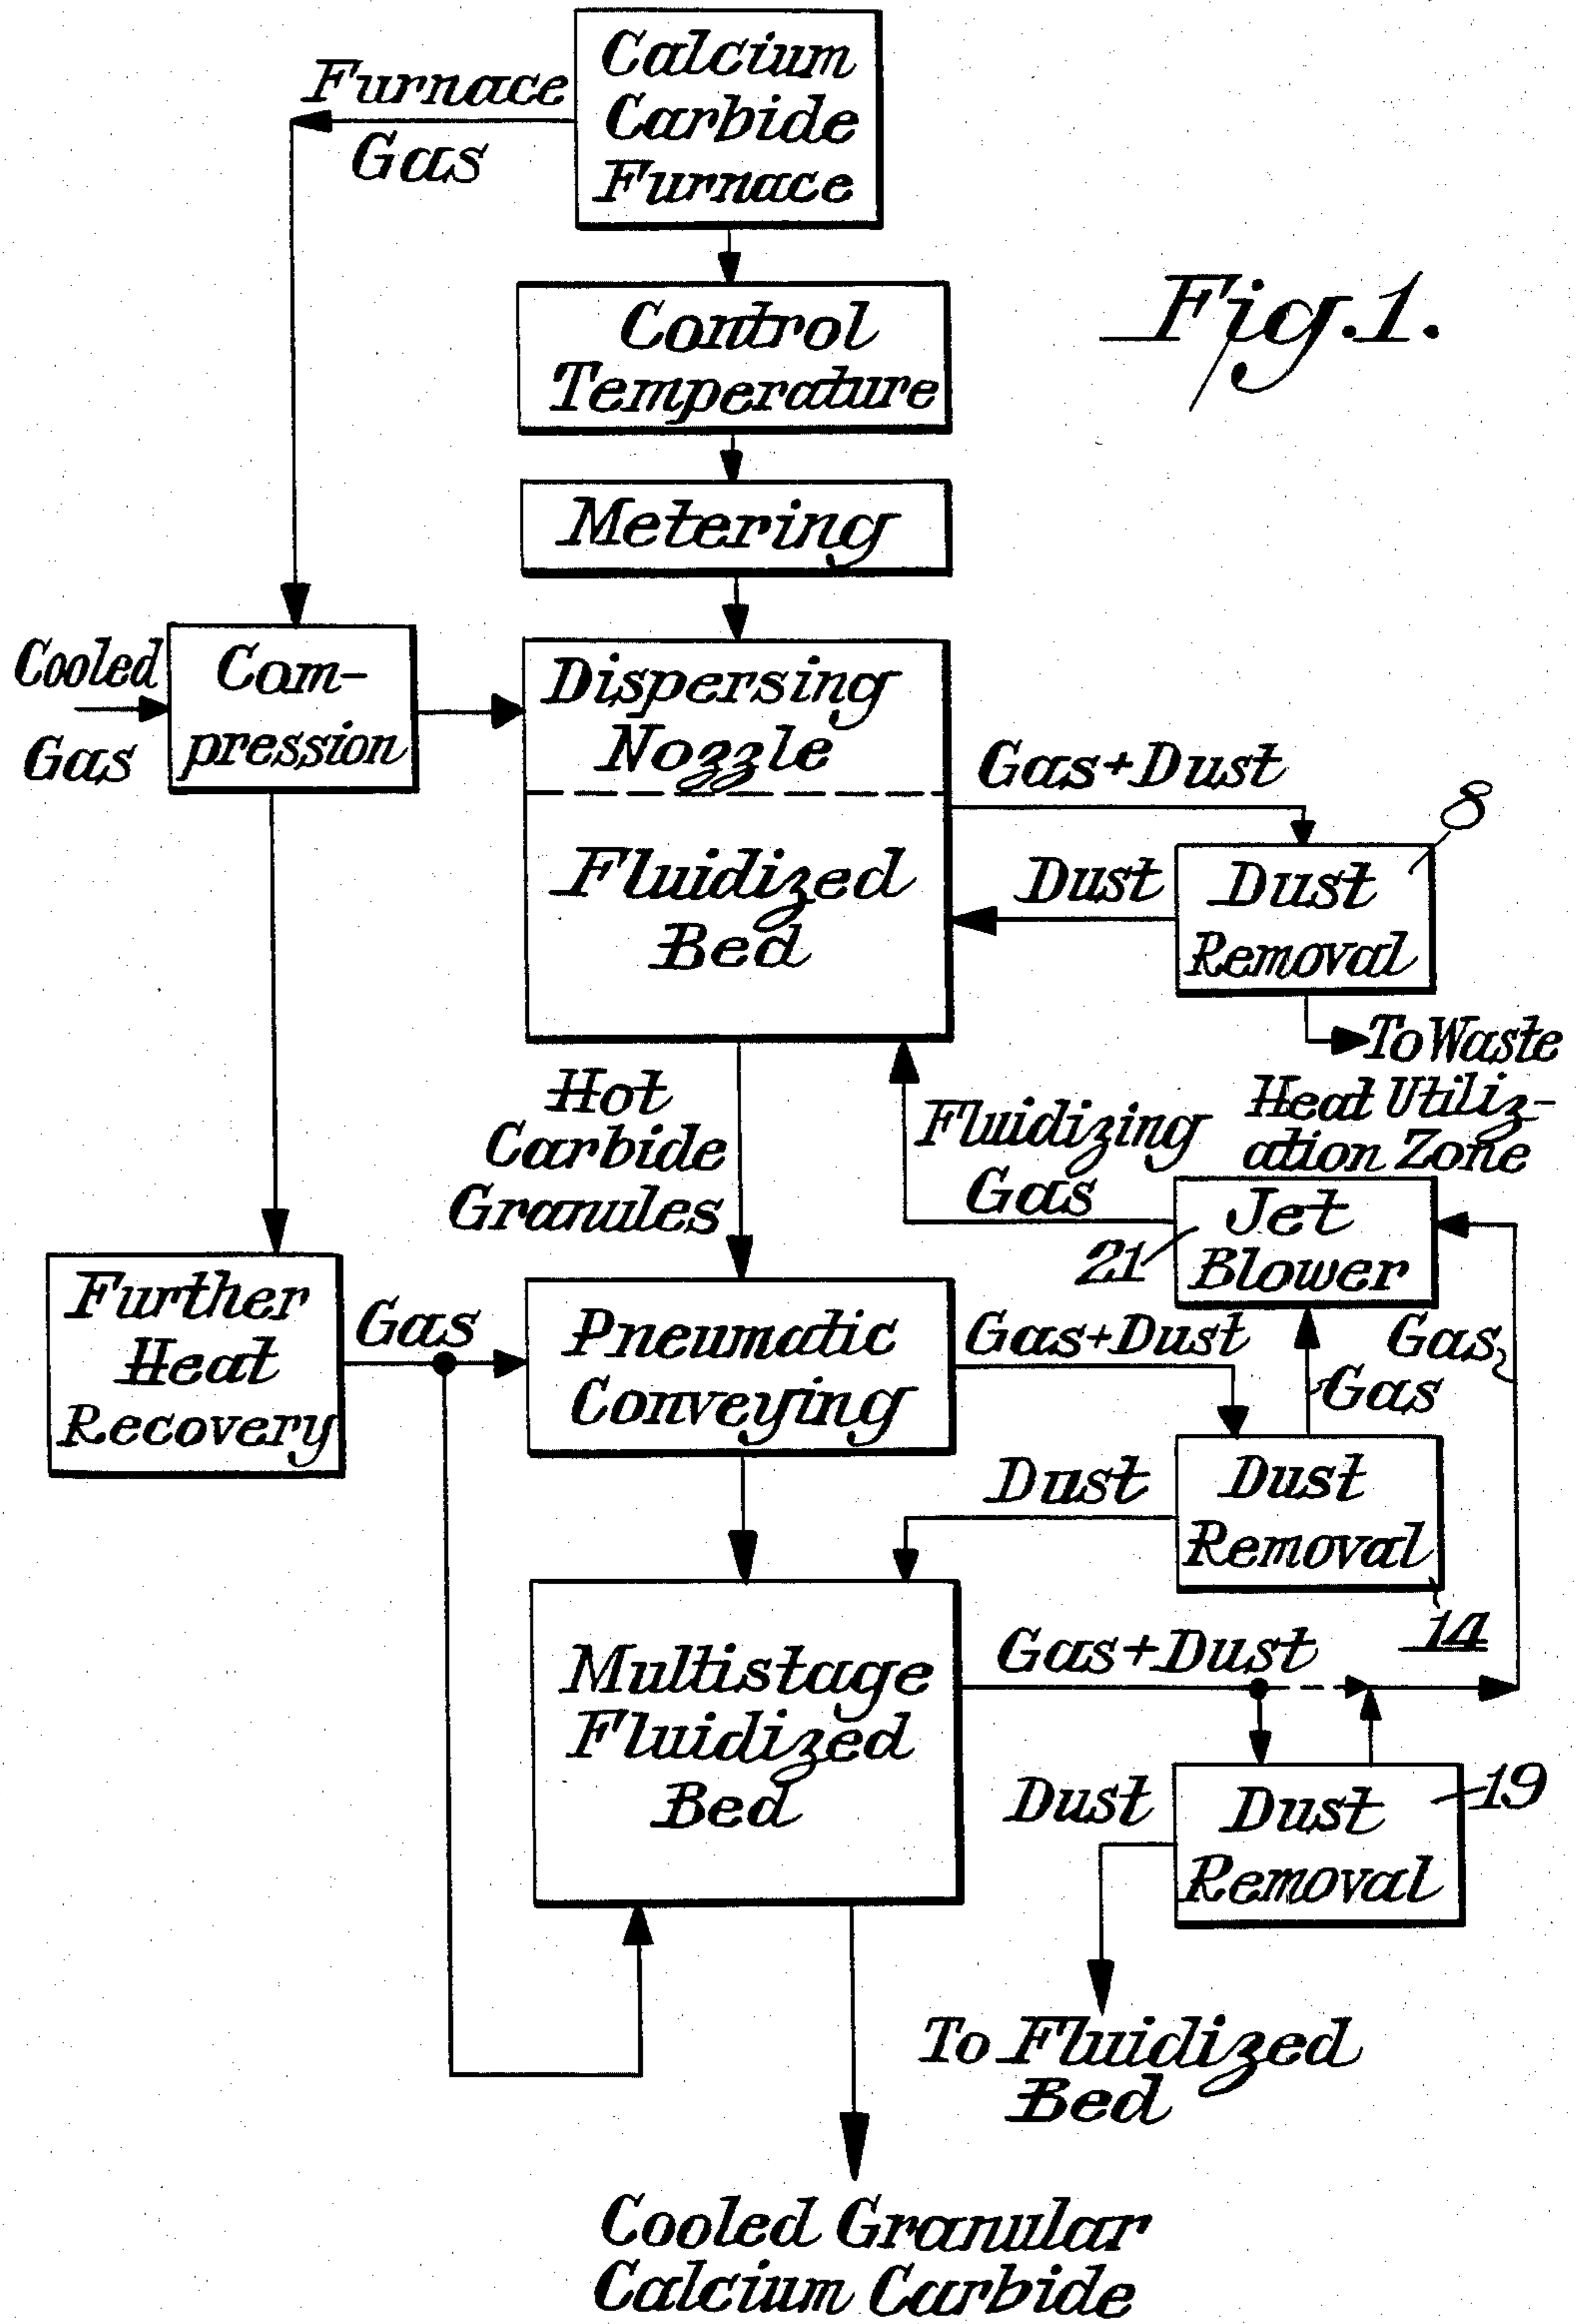 Calcium
Carbide
Furnace
Furnace
Gas
Control
Temperature
Fig.1.
Metering
Cooled
Gas
Com-
pression
Dispersing
Nozzle
Fluidized
Bed
Gas+Dust
8
Dust
Dust
Removal
To Waste
Heat Utiliz-
ation Zone
Hot
Carbide
Granules
Fluidizing
Gas
21
Jet
Blower
Further
Heat
Recovery
Gas
Pneumatic
Conveying
Gas+Dust
Gas
Gas
Dust
Dust
Removal
14
Multistage
Fluidized
Bed
Gas+Dust
Dust
Dust
Removal
19
To Fluidized
Bed
Cooled Granular
Calcium Carbide